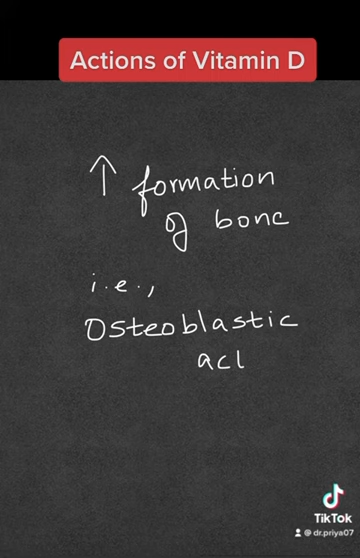 Actions of Vitamin D
↑ formation
of bone
i.e.,
Osteoblastic
acl
TikTok
@ dr.priya07